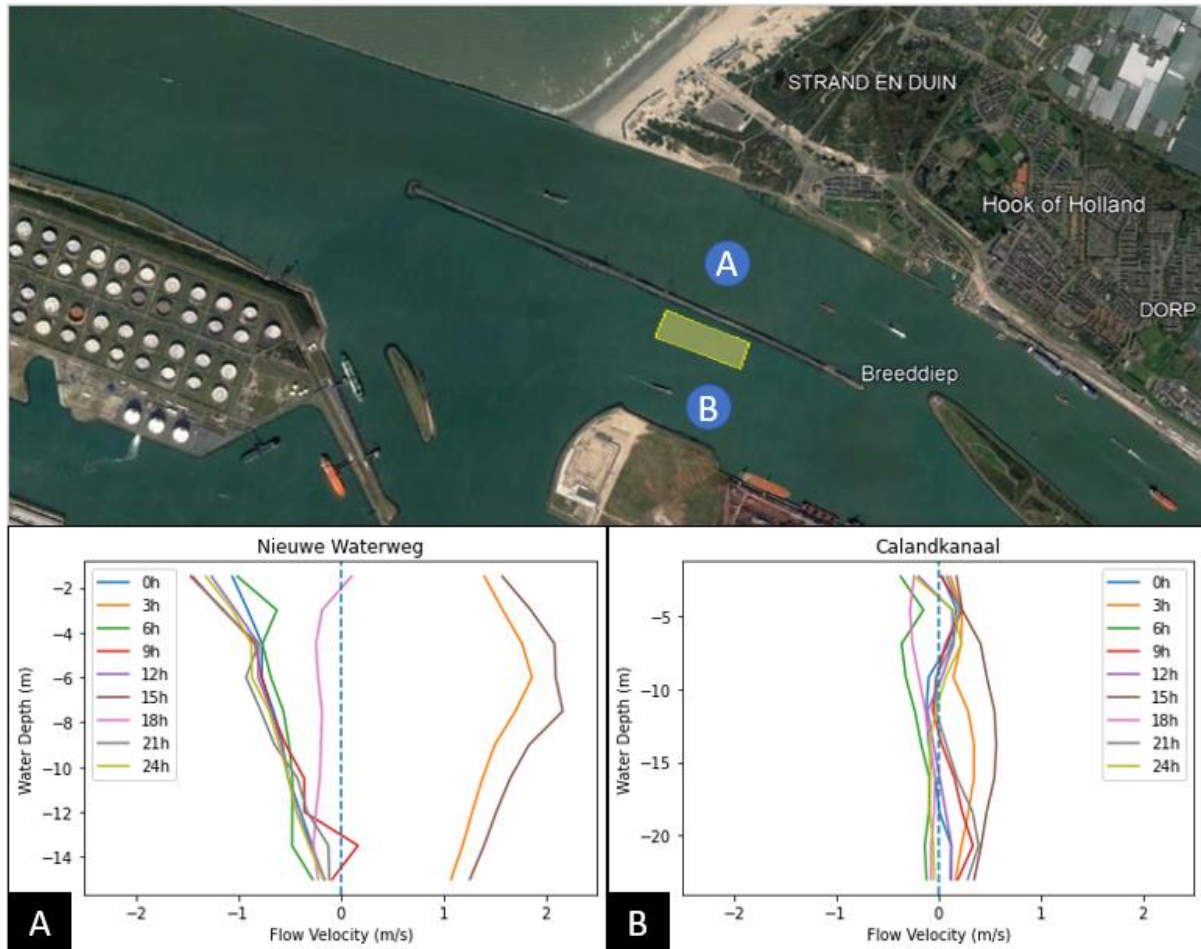 STRAND EN DUIN
Hook of Holland
A
DORP
Breeddiep
B
Nieuwe Waterweg
0h
3h
6h
9h
12h
15h
18h
21h
24h
−2
−4
−6
−8
−10
−12
−14
Water Depth (m)
−2 −1 0 1 2
Flow Velocity (m/s)
A
Calandkanaal
0h
3h
6h
9h
12h
15h
18h
21h
24h
−5
−10
−15
−20
Water Depth (m)
−2 −1 0 1 2
Flow Velocity (m/s)
B